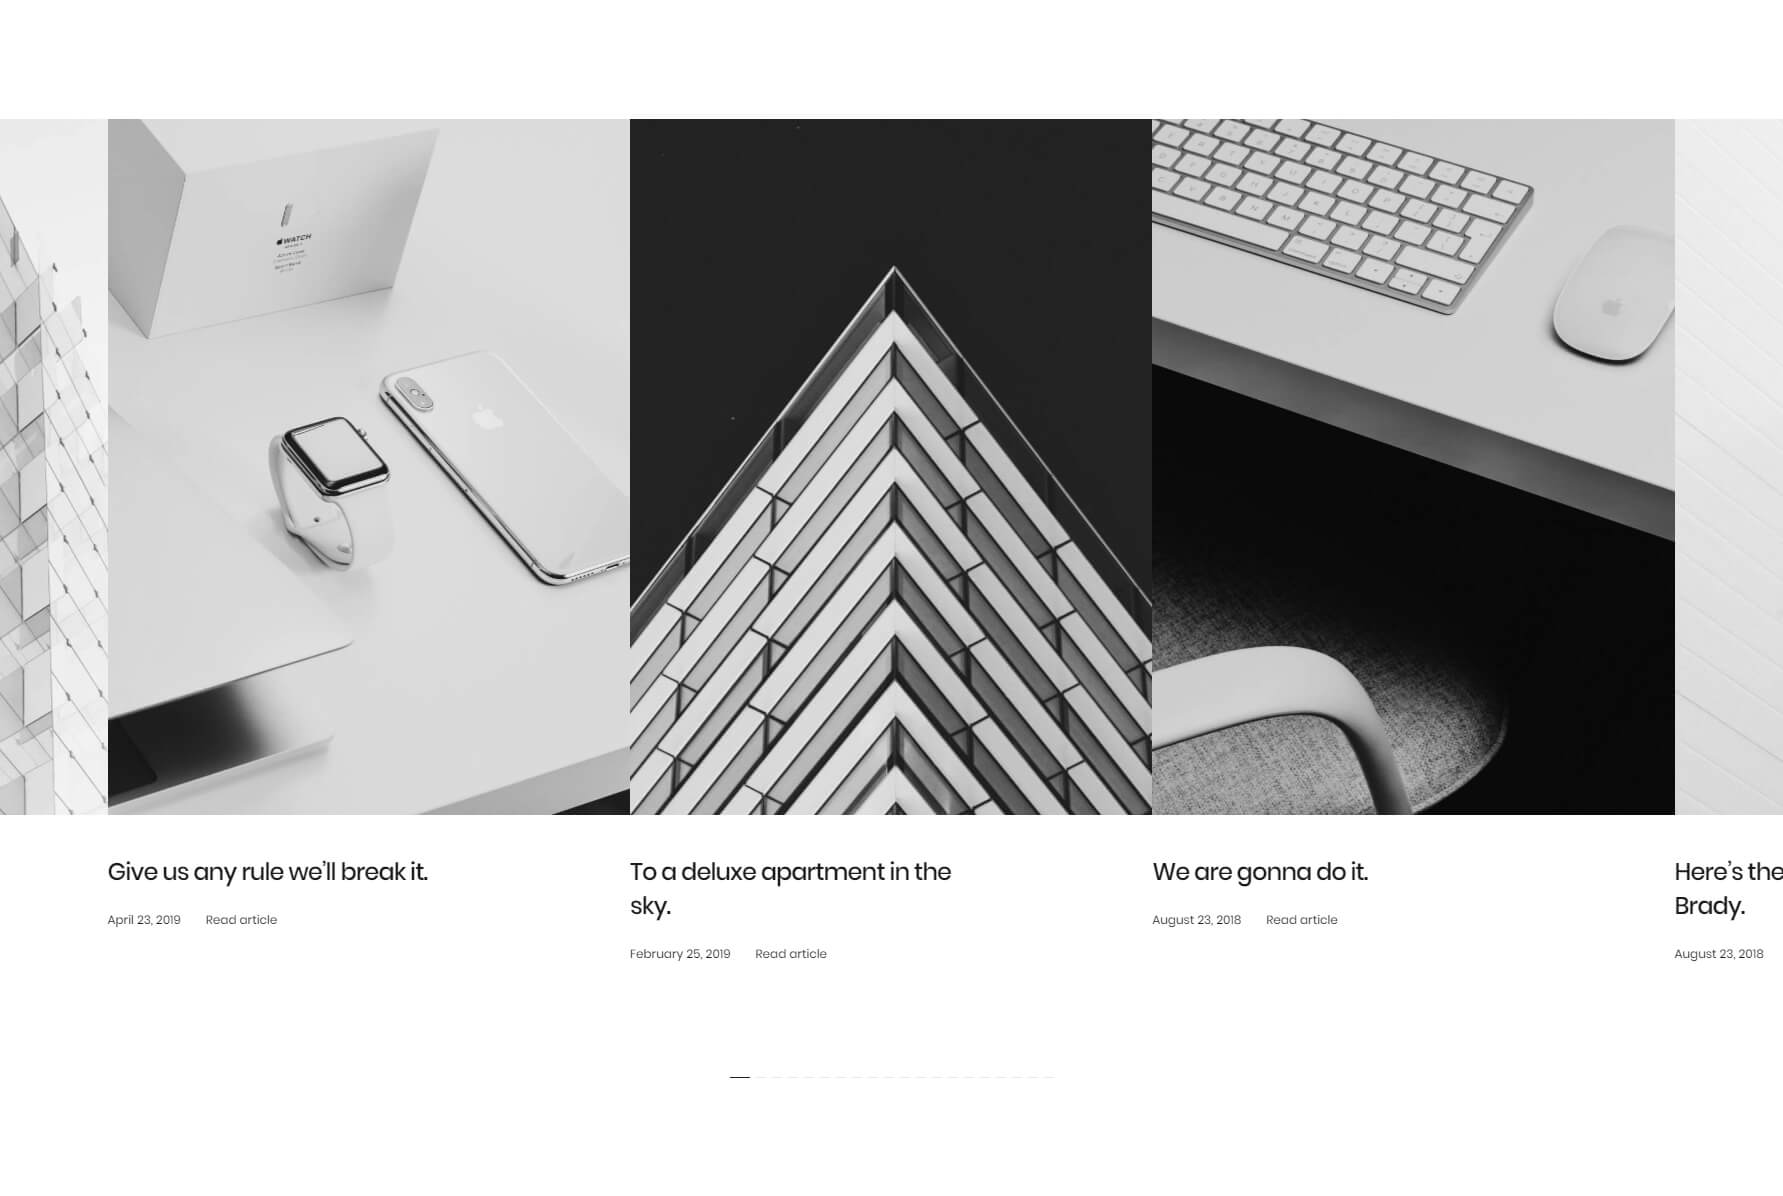 WATCH
Give us any rule we’ll break it.
April 23, 2019 Read article
To a deluxe apartment in the
sky.
February 25, 2019 Read article
We are gonna do it.
August 23, 2018 Read article
Here’s the
Brady.
August 23, 2018